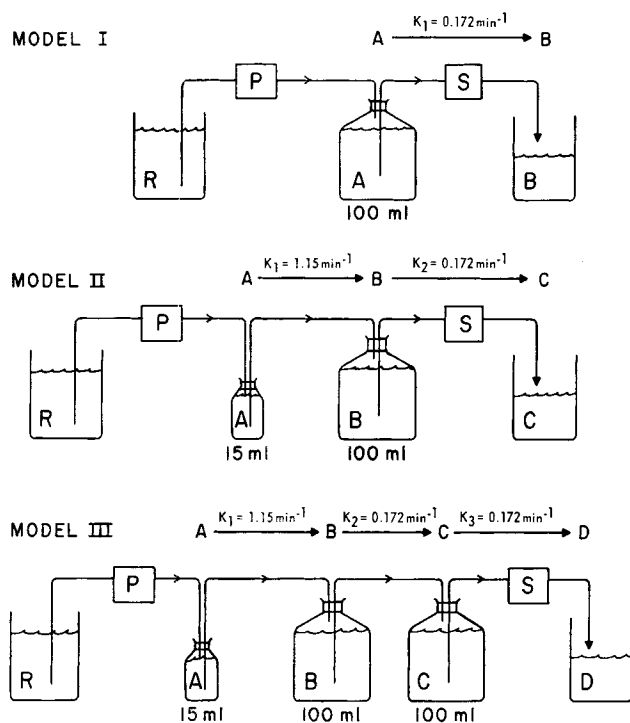 K₁ = 0.172 min⁻¹
MODEL I A B
P S
R A B
100 ml
K₁ = 1.15 min⁻¹ K₂ = 0.172 min⁻¹
MODEL II A B C
P S
R A B C
15 ml 100 ml
K₁ = 1.15 min⁻¹ K₂ = 0.172 min⁻¹ K₃ = 0.172 min⁻¹
MODEL III A B C D
P S
R A B C D
15 ml 100 ml 100 ml